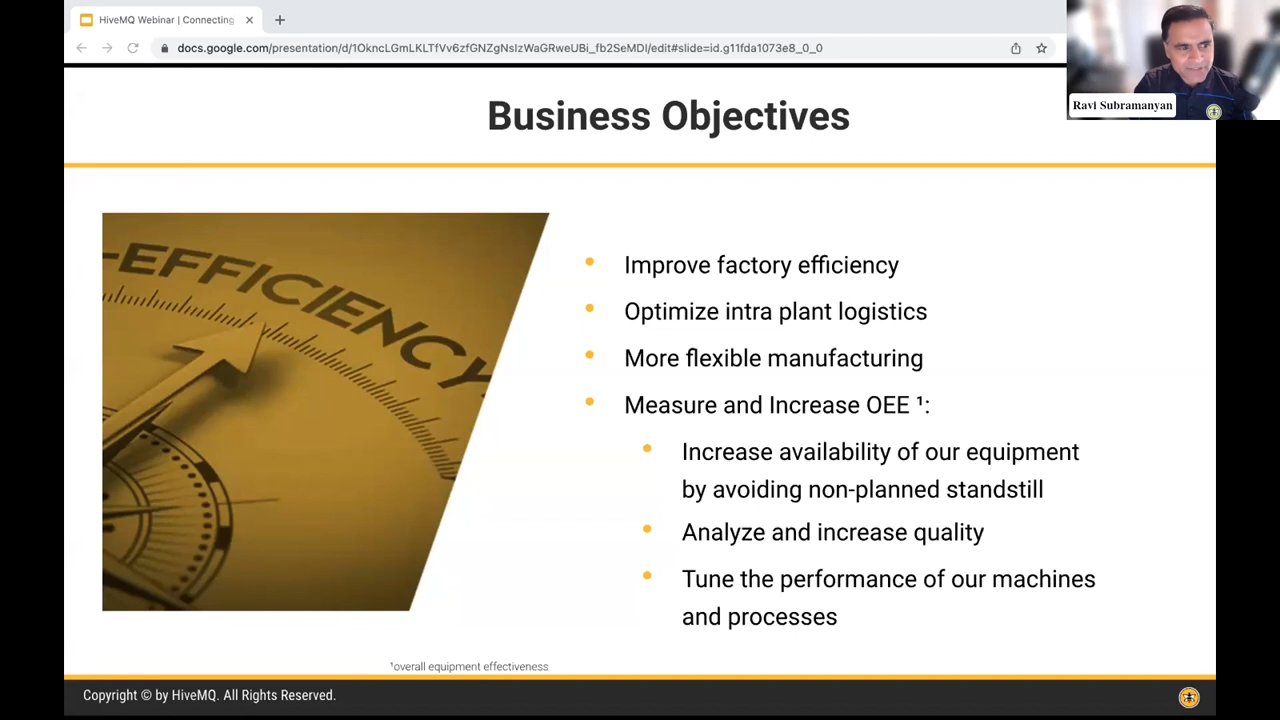 HiveMQ Webinar | Connecting
docs.google.com/presentation/d/1OkncLGmLKLTfVv6zfGNZgNsIzWaGRweUBi_fb2SeMDI/edit#slide=id.g11fda1073e8_0_0
Ravi Subramanyan
Business Objectives
-EFFICIENCY
• Improve factory efficiency
• Optimize intra plant logistics
• More flexible manufacturing
• Measure and Increase OEE ¹:
• Increase availability of our equipment
by avoiding non-planned standstill
• Analyze and increase quality
• Tune the performance of our machines
and processes
¹overall equipment effectiveness
Copyright © by HiveMQ. All Rights Reserved.